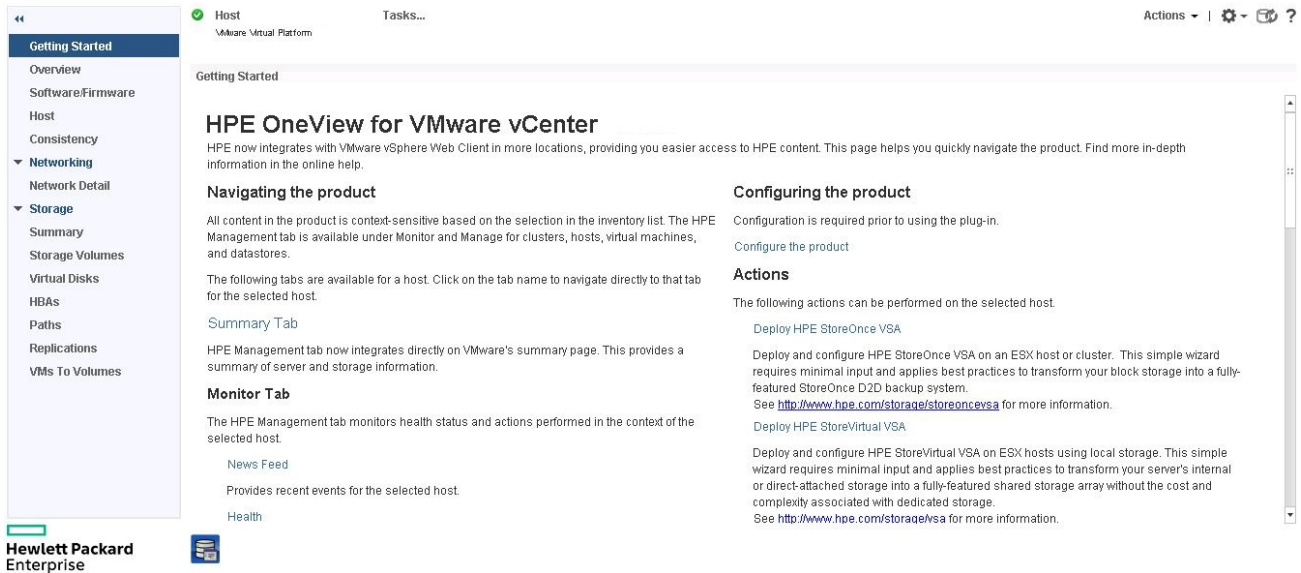 Host
Tasks...
VMware Virtual Platform
Actions
?
Getting Started
Overview
Software/Firmware
Host
Consistency
Networking
Network Detail
Storage
Summary
Storage Volumes
Virtual Disks
HBAs
Paths
Replications
VMs To Volumes
Getting Started
HPE OneView for VMware vCenter
HPE now integrates with VMware vSphere Web Client in more locations, providing you easier access to HPE content. This page helps you quickly navigate the product. Find more in-depth
information in the online help.
Navigating the product
All content in the product is context-sensitive based on the selection in the inventory list. The HPE
Management tab is available under Monitor and Manage for clusters, hosts, virtual machines,
and datastores.
The following tabs are available for a host. Click on the tab name to navigate directly to that tab
for the selected host.
Summary Tab
HPE Management tab now integrates directly on VMware's summary page. This provides a
summary of server and storage information.
Monitor Tab
The HPE Management tab monitors health status and actions performed in the context of the
selected host.
News Feed
Provides recent events for the selected host.
Health
Configuring the product
Configuration is required prior to using the plug-in.
Configure the product
Actions
The following actions can be performed on the selected host.
Deploy HPE StoreOnce VSA
Deploy and configure HPE StoreOnce VSA on an ESX host or cluster. This simple wizard
requires minimal input and applies best practices to transform your block storage into a fully-
featured StoreOnce D2D backup system.
See http://www.hpe.com/storage/storeoncevsa for more information.
Deploy HPE StoreVirtual VSA
Deploy and configure HPE StoreVirtual VSA on ESX hosts using local storage. This simple
wizard requires minimal input and applies best practices to transform your server's internal
or direct-attached storage into a fully-featured shared storage array without the cost and
complexity associated with dedicated storage.
See http://www.hpe.com/storage/vsa for more information.
Hewlett Packard
Enterprise